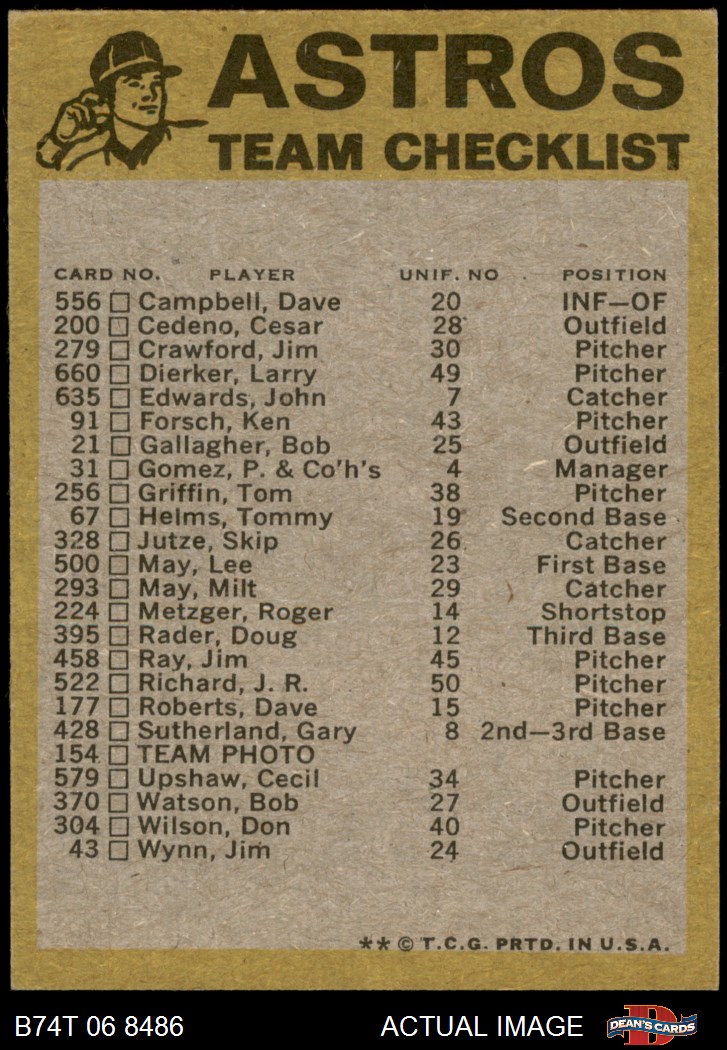 ASTROS
TEAM CHECKLIST
CARD NO. PLAYER UNIF. NO POSITION
556 Campbell, Dave 20 INF—OF
200 Cedeno, Cesar 28 Outfield
279 Crawford, Jim 30 Pitcher
660 Dierker, Larry 49 Pitcher
635 Edwards, John 7 Catcher
91 Forsch, Ken 43 Pitcher
21 Gallagher, Bob 25 Outfield
31 Gomez, P. & Co'h's 4 Manager
256 Griffin, Tom 38 Pitcher
67 Helms, Tommy 19 Second Base
328 Jutze, Skip 26 Catcher
500 May, Lee 23 First Base
293 May, Milt 29 Catcher
224 Metzger, Roger 14 Shortstop
395 Rader, Doug 12 Third Base
458 Ray, Jim 45 Pitcher
522 Richard, J. R. 50 Pitcher
177 Roberts, Dave 15 Pitcher
428 Sutherland, Gary 8 2nd—3rd Base
154 TEAM PHOTO
579 Upshaw, Cecil 34 Pitcher
370 Watson, Bob 27 Outfield
304 Wilson, Don 40 Pitcher
43 Wynn, Jim 24 Outfield
** © T.C.G. PRTD. IN U.S.A.
B74T 06 8486 ACTUAL IMAGE DEAN'S CARDS